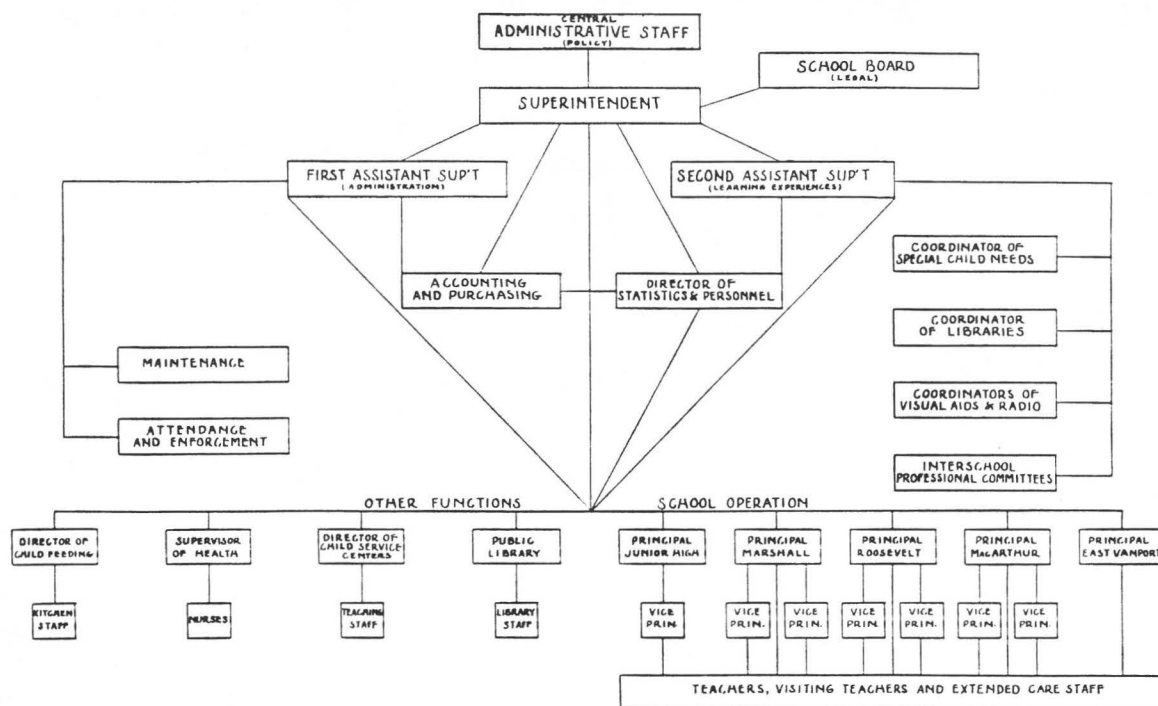 CENTRAL
ADMINISTRATIVE STAFF
(POLICY)
SCHOOL BOARD
(LEGAL)
SUPERINTENDENT
FIRST ASSISTANT SUP'T
(ADMINISTRATION)
SECOND ASSISTANT SUP'T
(LEARNING EXPERIENCES)
COORDINATOR OF
SPECIAL CHILD NEEDS
ACCOUNTING
AND PURCHASING
DIRECTOR OF
STATISTICS & PERSONNEL
COORDINATOR
OF LIBRARIES
MAINTENANCE
COORDINATORS OF
VISUAL AIDS & RADIO
ATTENDANCE
AND ENFORCEMENT
INTERSCHOOL
PROFESSIONAL COMMITTEES
OTHER FUNCTIONS
SCHOOL OPERATION
DIRECTOR OF
CHILD FEEDING
SUPERVISOR
OF HEALTH
DIRECTOR OF
CHILD SERVICE
CENTERS
PUBLIC
LIBRARY
PRINCIPAL
JUNIOR HIGH
PRINCIPAL
MARSHALL
PRINCIPAL
ROOSEVELT
PRINCIPAL
MACARTHUR
PRINCIPAL
EAST VANPORT
KITCHEN
STAFF
NURSES
TEACHING
STAFF
LIBRARY
STAFF
VICE
PRIN.
VICE
PRIN.
VICE
PRIN.
VICE
PRIN.
VICE
PRIN.
VICE
PRIN.
VICE
PRIN.
TEACHERS, VISITING TEACHERS AND EXTENDED CARE STAFF